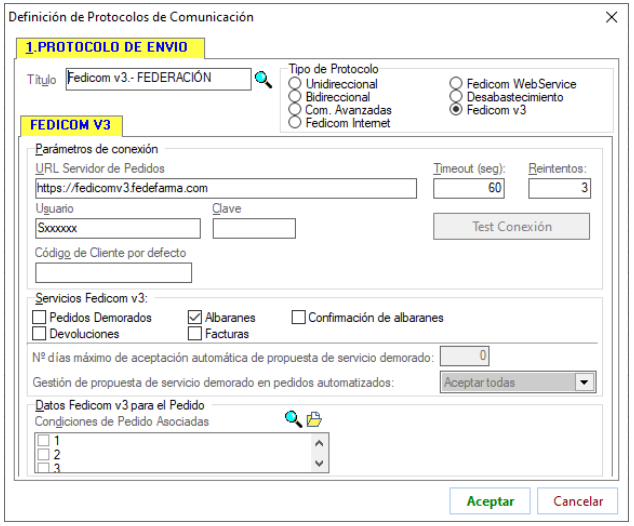 Definición de Protocolos de Comunicación
1.PROTOCOLO DE ENVIO
Título Fedicom v3.- FEDERACIÓN
Tipo de Protocolo
Unidireccional
Bidireccional
Com. Avanzadas
Fedicom Internet
Fedicom WebService
Desabastecimiento
Fedicom v3
FEDICOM V3
Parámetros de conexión
URL Servidor de Pedidos Timeout (seg): Reintentos:
https://fedicomv3.fedefarma.com 60 3
Usuario Clave
Sxxxxxx
Test Conexión
Código de Cliente por defecto
Servicios Fedicom v3:
Pedidos Demorados Albaranes Confirmación de albaranes
Devoluciones Facturas
Nº días máximo de aceptación automática de propuesta de servicio demorado: 0
Gestión de propuesta de servicio demorado en pedidos automatizados: Aceptar todas
Datos Fedicom v3 para el Pedido
Condiciones de Pedido Asociadas
1
2
3
Aceptar Cancelar